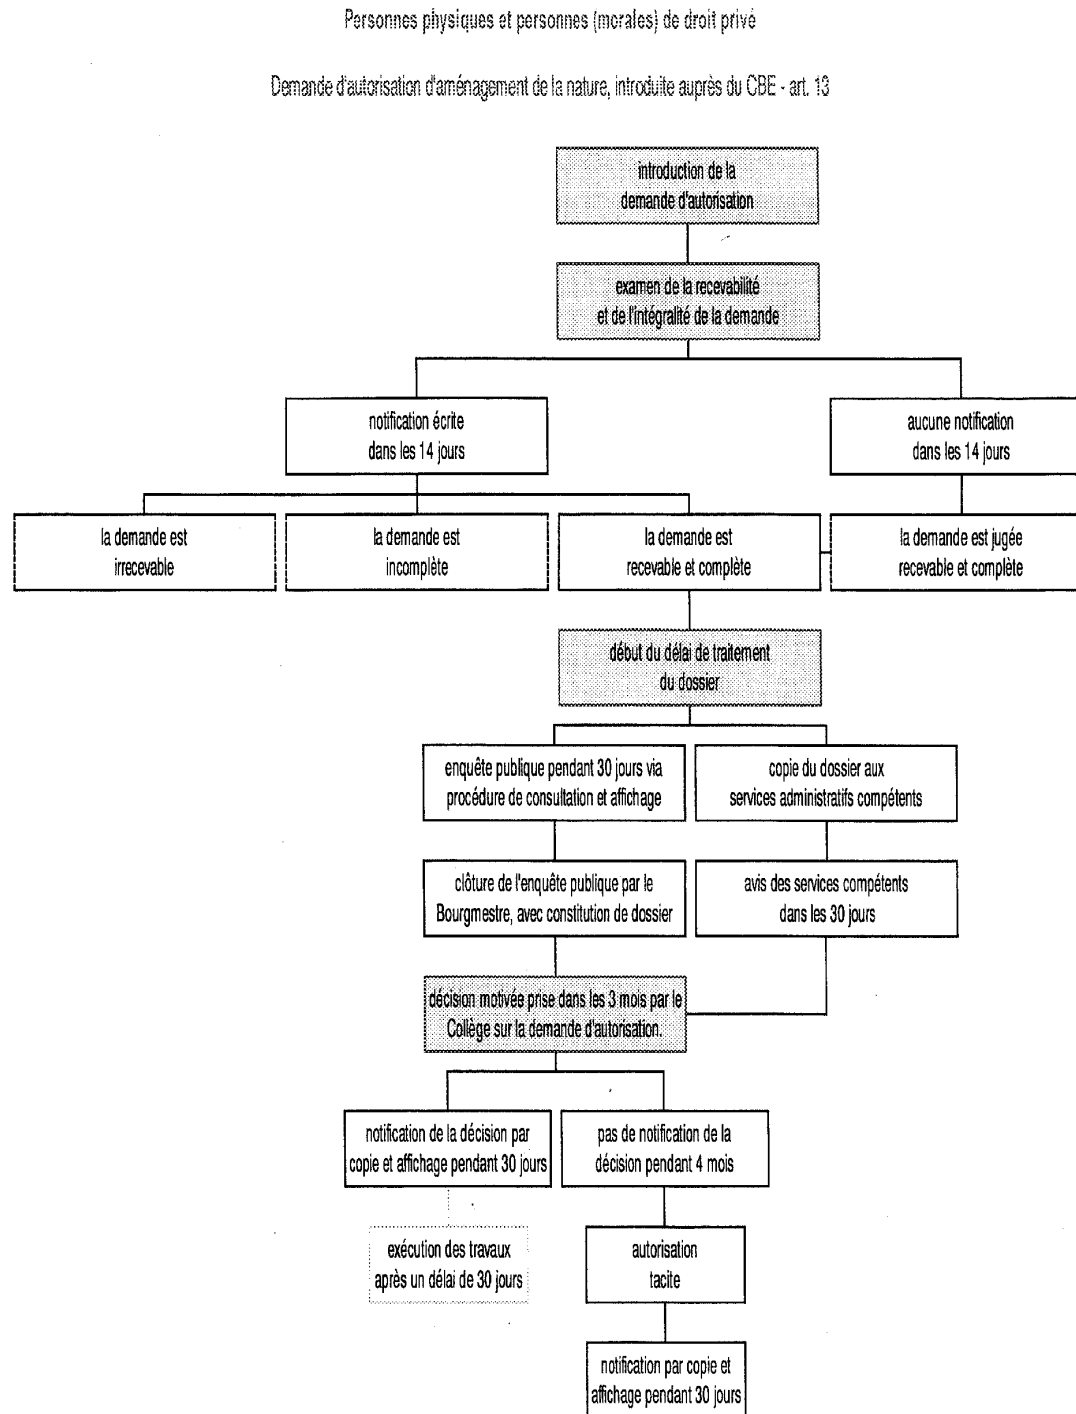 Personnes physiques et personnes (morales) de droit privé
Demande d'autorisation d'aménagement de la nature, introduite auprès du CBE - art. 13
introduction de la
demande d'autorisation
examen de la recevabilité
et de l'intégralité de la demande
notification écrite
dans les 14 jours
aucune notification
dans les 14 jours
la demande est
irrecevable
la demande est
incomplète
la demande est
recevable et complète
la demande est jugée
recevable et complète
début du délai de traitement
du dossier
enquête publique pendant 30 jours via
procédure de consultation et affichage
copie du dossier aux
services administratifs compétents
clôture de l'enquête publique par le
Bourgmestre, avec constitution de dossier
avis des services compétents
dans les 30 jours
décision motivée prise dans les 3 mois par le
Collège sur la demande d'autorisation.
notification de la décision par
copie et affichage pendant 30 jours
pas de notification de la
décision pendant 4 mois
exécution des travaux
après un délai de 30 jours
autorisation
tacite
notification par copie et
affichage pendant 30 jours